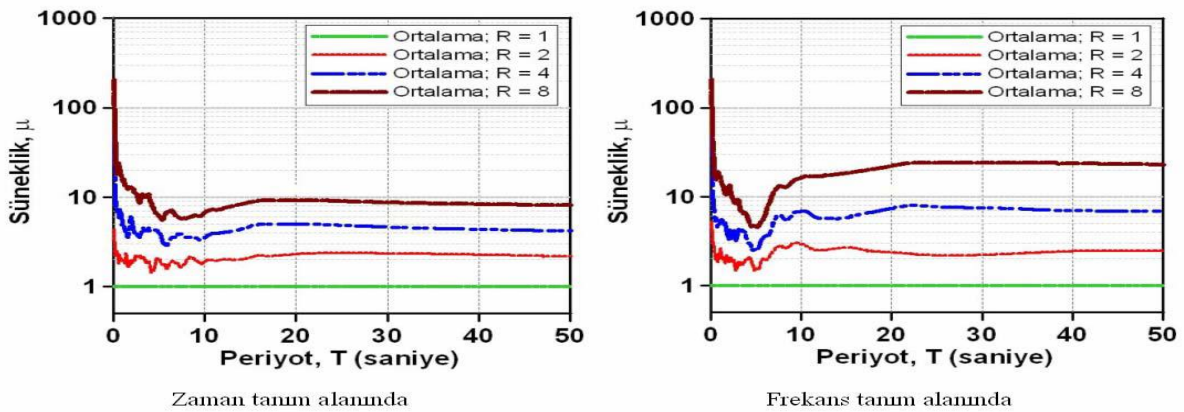 1000
100
10
1
Süneklik, μ
Ortalama; R = 1
Ortalama; R = 2
Ortalama; R = 4
Ortalama; R = 8
0 10 20 30 40 50
Periyot, T (saniye)
Zaman tanım alanında
1000
100
10
1
Süneklik, μ
Ortalama; R = 1
Ortalama; R = 2
Ortalama; R = 4
Ortalama; R = 8
0 10 20 30 40 50
Periyot, T (saniye)
Frekans tanım alanında